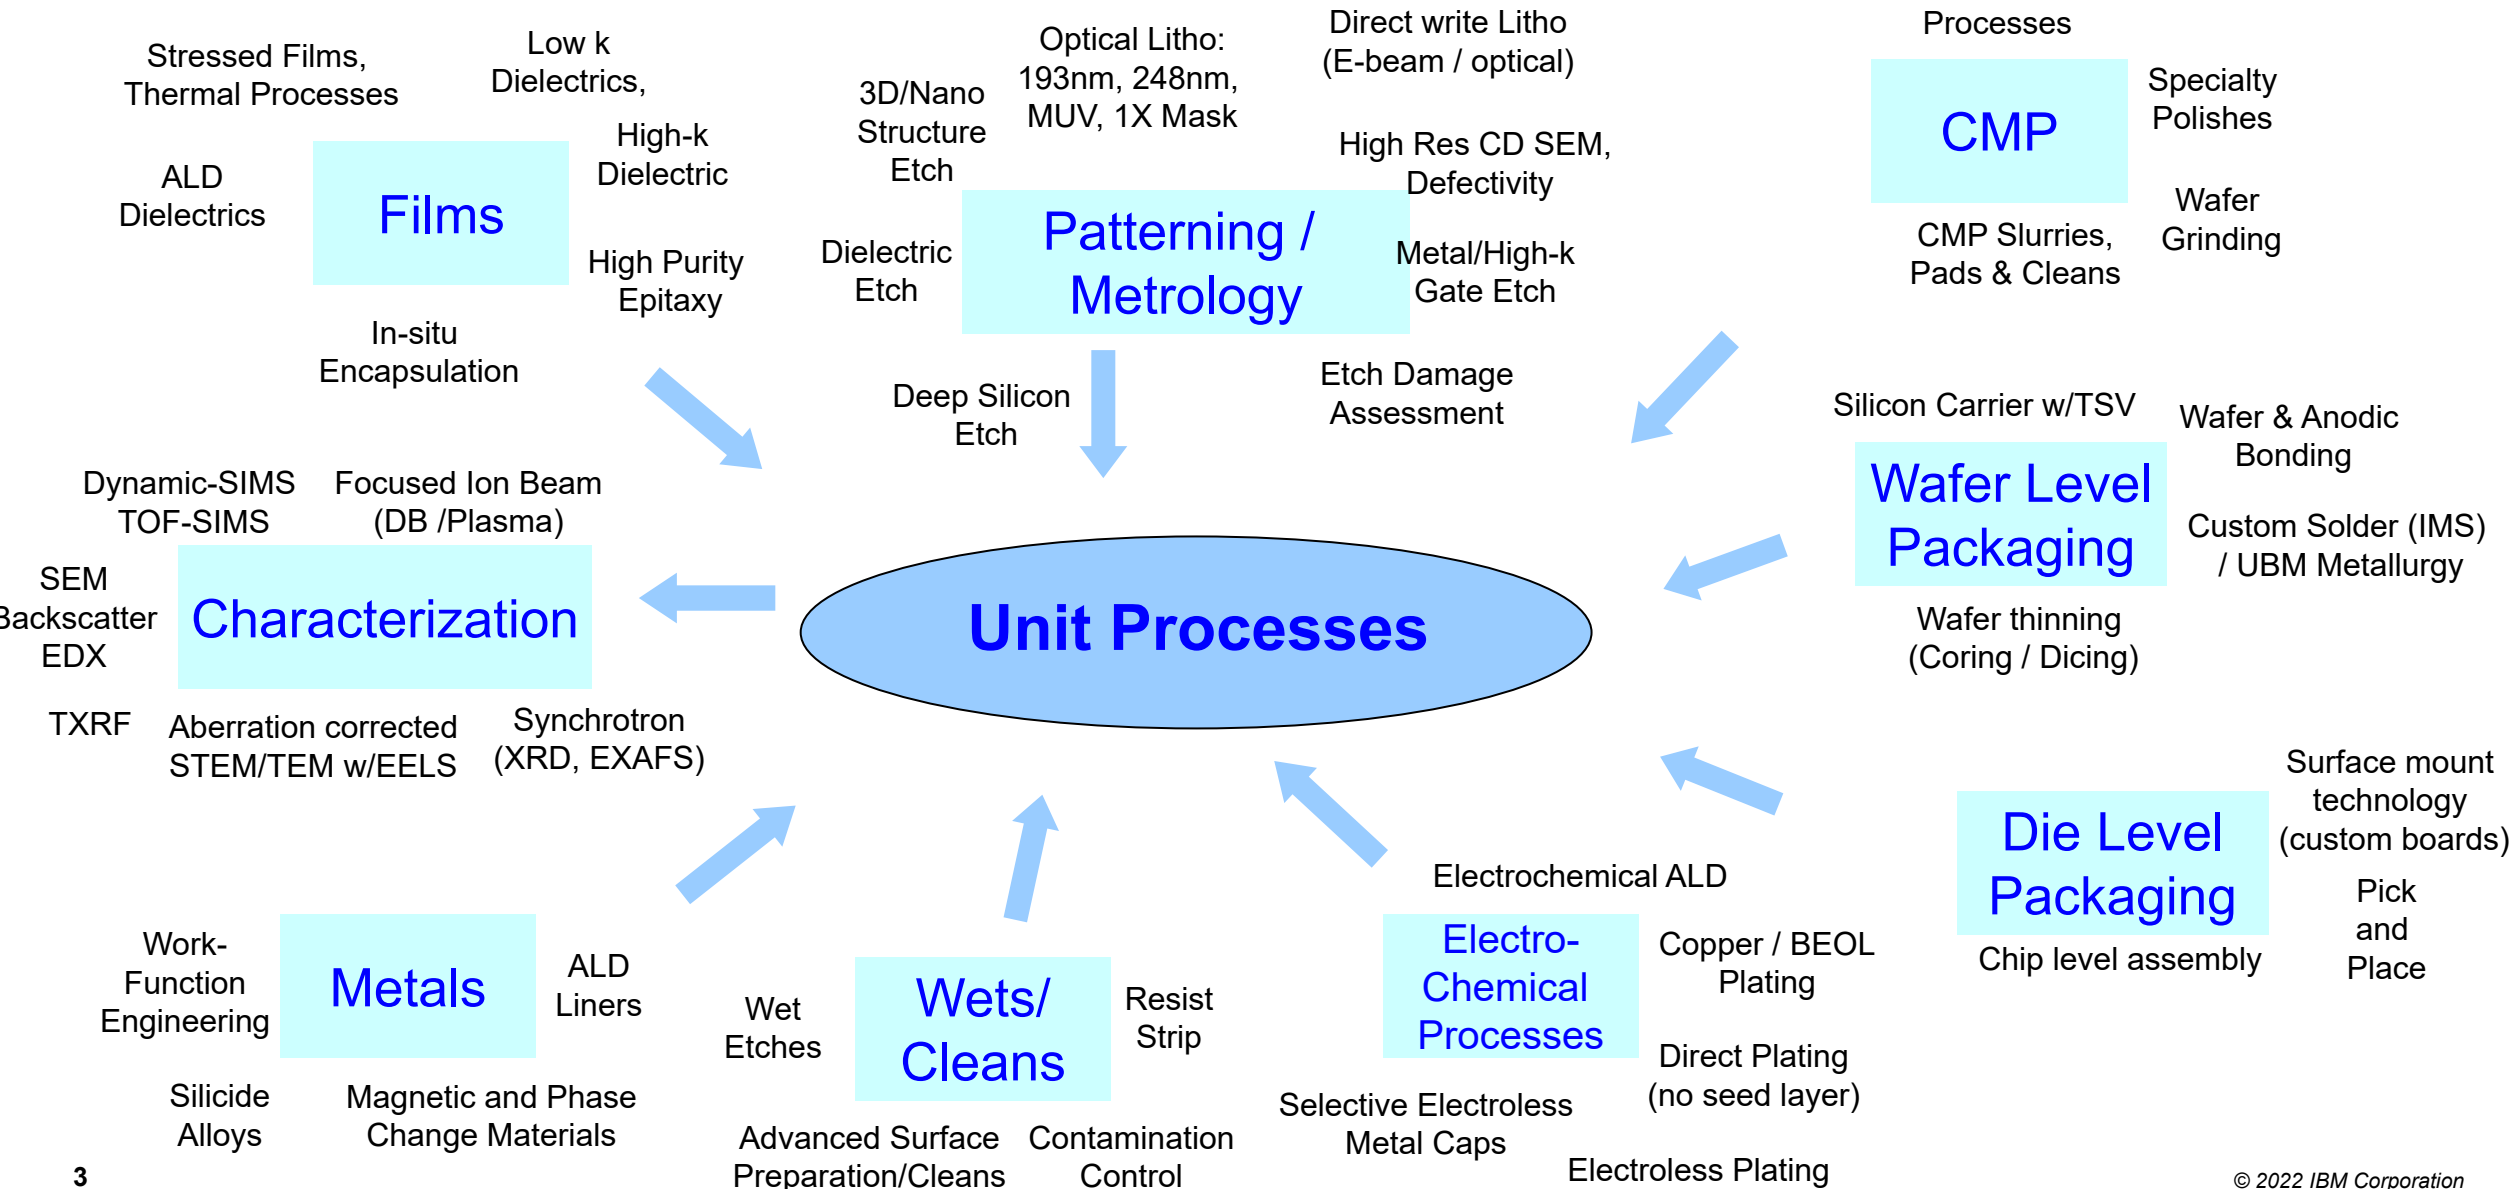 Stressed Films,
Thermal Processes
Low k
Dielectrics,
High-k
Dielectric
ALD
Dielectrics
Films
High Purity
Epitaxy
In-situ
Encapsulation
3D/Nano
Structure
Etch
Optical Litho:
193nm, 248nm,
MUV, 1X Mask
Direct write Litho
(E-beam / optical)
High Res CD SEM,
Defectivity
Patterning /
Metrology
Dielectric
Etch
Metal/High-k
Gate Etch
Deep Silicon
Etch
Etch Damage
Assessment
Processes
CMP
Specialty
Polishes
Wafer
Grinding
CMP Slurries,
Pads & Cleans
Silicon Carrier w/TSV
Wafer & Anodic
Bonding
Wafer Level
Packaging
Custom Solder (IMS)
/ UBM Metallurgy
Wafer thinning
(Coring / Dicing)
Dynamic-SIMS
TOF-SIMS
Focused Ion Beam
(DB /Plasma)
SEM
Backscatter
EDX
Characterization
TXRF
Aberration corrected
STEM/TEM w/EELS
Synchrotron
(XRD, EXAFS)
Unit Processes
Surface mount
technology
(custom boards)
Die Level
Packaging
Pick
and
Place
Chip level assembly
Work-
Function
Engineering
Metals
ALD
Liners
Silicide
Alloys
Magnetic and Phase
Change Materials
Wet
Etches
Wets/
Cleans
Resist
Strip
Advanced Surface
Preparation/Cleans
Contamination
Control
Electrochemical ALD
Electro-
Chemical
Processes
Copper / BEOL
Plating
Direct Plating
(no seed layer)
Selective Electroless
Metal Caps
Electroless Plating
3
© 2022 IBM Corporation